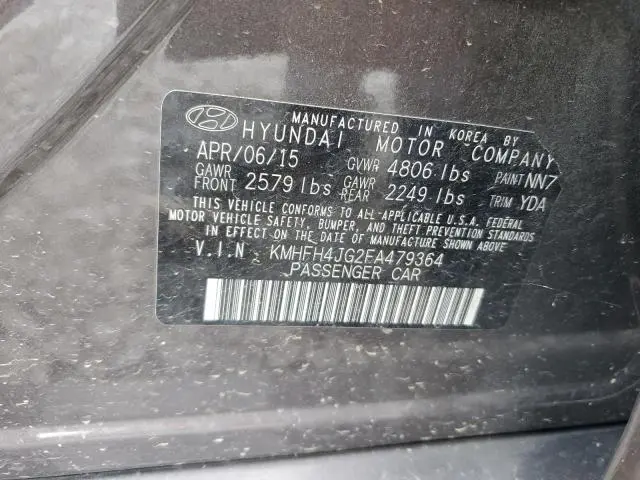 MANUFACTURED IN KOREA BY
HYUNDAI MOTOR COMPANY
APR/06/15 GVWR 4806 lbs PAINT NN7
GAWR FRONT 2579 lbs GAWR REAR 2249 lbs TRIM YDA
THIS VEHICLE CONFORMS TO ALL APPLICABLE U.S.A. FEDERAL
MOTOR VEHICLE SAFETY, BUMPER, AND THEFT PREVENTION STANDARDS
IN EFFECT ON THE DATE OF MANUFACTURE SHOWN ABOVE.
V.I.N. KMHFH4JG2FA479364
PASSENGER CAR